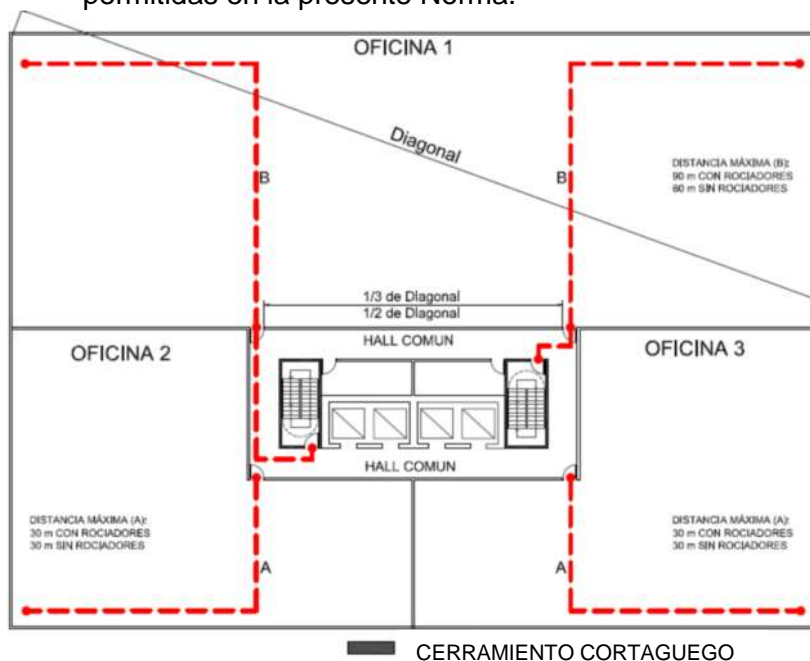 permitidas en la presente Norma.
OFICINA 1
Diagonal
B
B
DISTANCIA MÁXIMA (B):
90 m CON ROCIADORES
60 m SIN ROCIADORES
1/3 de Diagonal
1/2 de Diagonal
HALL COMUN
OFICINA 2
OFICINA 3
HALL COMUN
DISTANCIA MÁXIMA (A):
30 m CON ROCIADORES
30 m SIN ROCIADORES
DISTANCIA MÁXIMA (A):
30 m CON ROCIADORES
30 m SIN ROCIADORES
A
A
CERRAMIENTO CORTAGUEGO